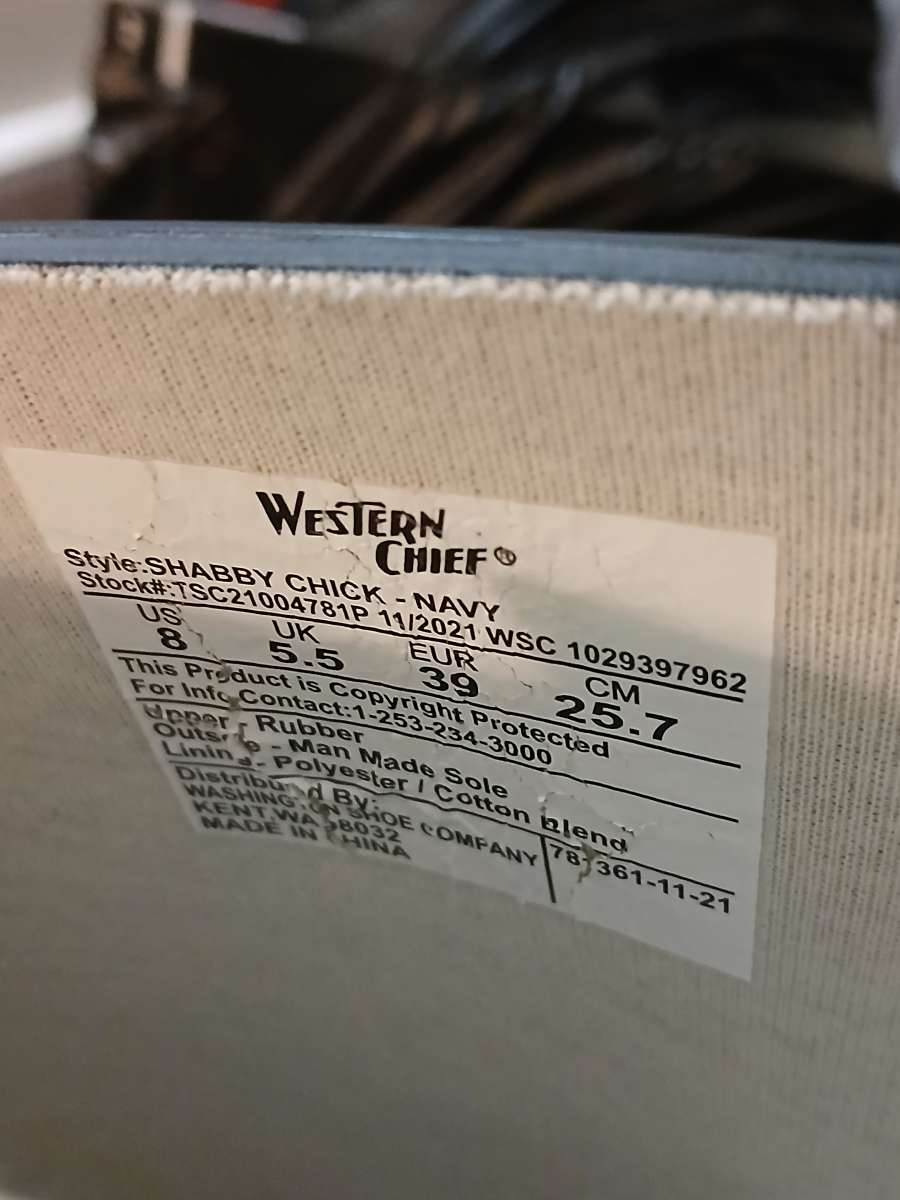 WESTERN
CHIEF®
Style:SHABBY CHICK - NAVY
Stock#:TSC21004781P 11/2021 WSC 1029397962
US UK EUR CM
8 5.5 39 25.7
This Product is Copyright Protected
For Info Contact:1-253-234-3000
Upper - Rubber
Outsole - Man Made Sole
Lining - Polyester / Cotton Blend
Distributed By:
WASHINGTON SHOE COMPANY
KENT,WA 98032
MADE IN CHINA
361-11-21